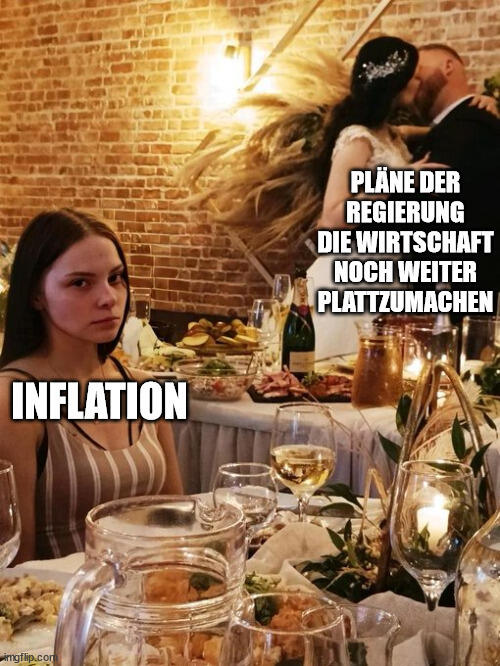 PLÄNE DER
REGIERUNG
DIE WIRTSCHAFT
NOCH WEITER
PLATTZUMACHEN
INFLATION
imgflip.com